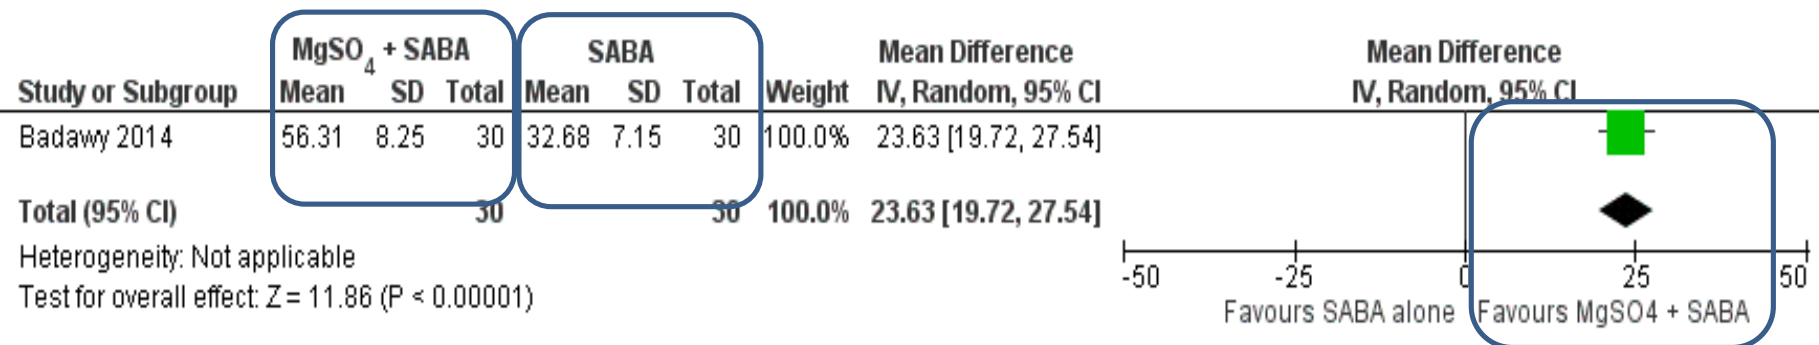 MgSO4 + SABA SABA Mean Difference Mean Difference
Study or Subgroup Mean SD Total Mean SD Total Weight IV, Random, 95% CI IV, Random, 95% CI
Badawy 2014 56.31 8.25 30 32.68 7.15 30 100.0% 23.63 [19.72, 27.54]
Total (95% CI) 30 30 100.0% 23.63 [19.72, 27.54]
Heterogeneity: Not applicable
Test for overall effect: Z = 11.86 (P < 0.00001)
-50 -25 0 25 50
Favours SABA alone Favours MgSO4 + SABA